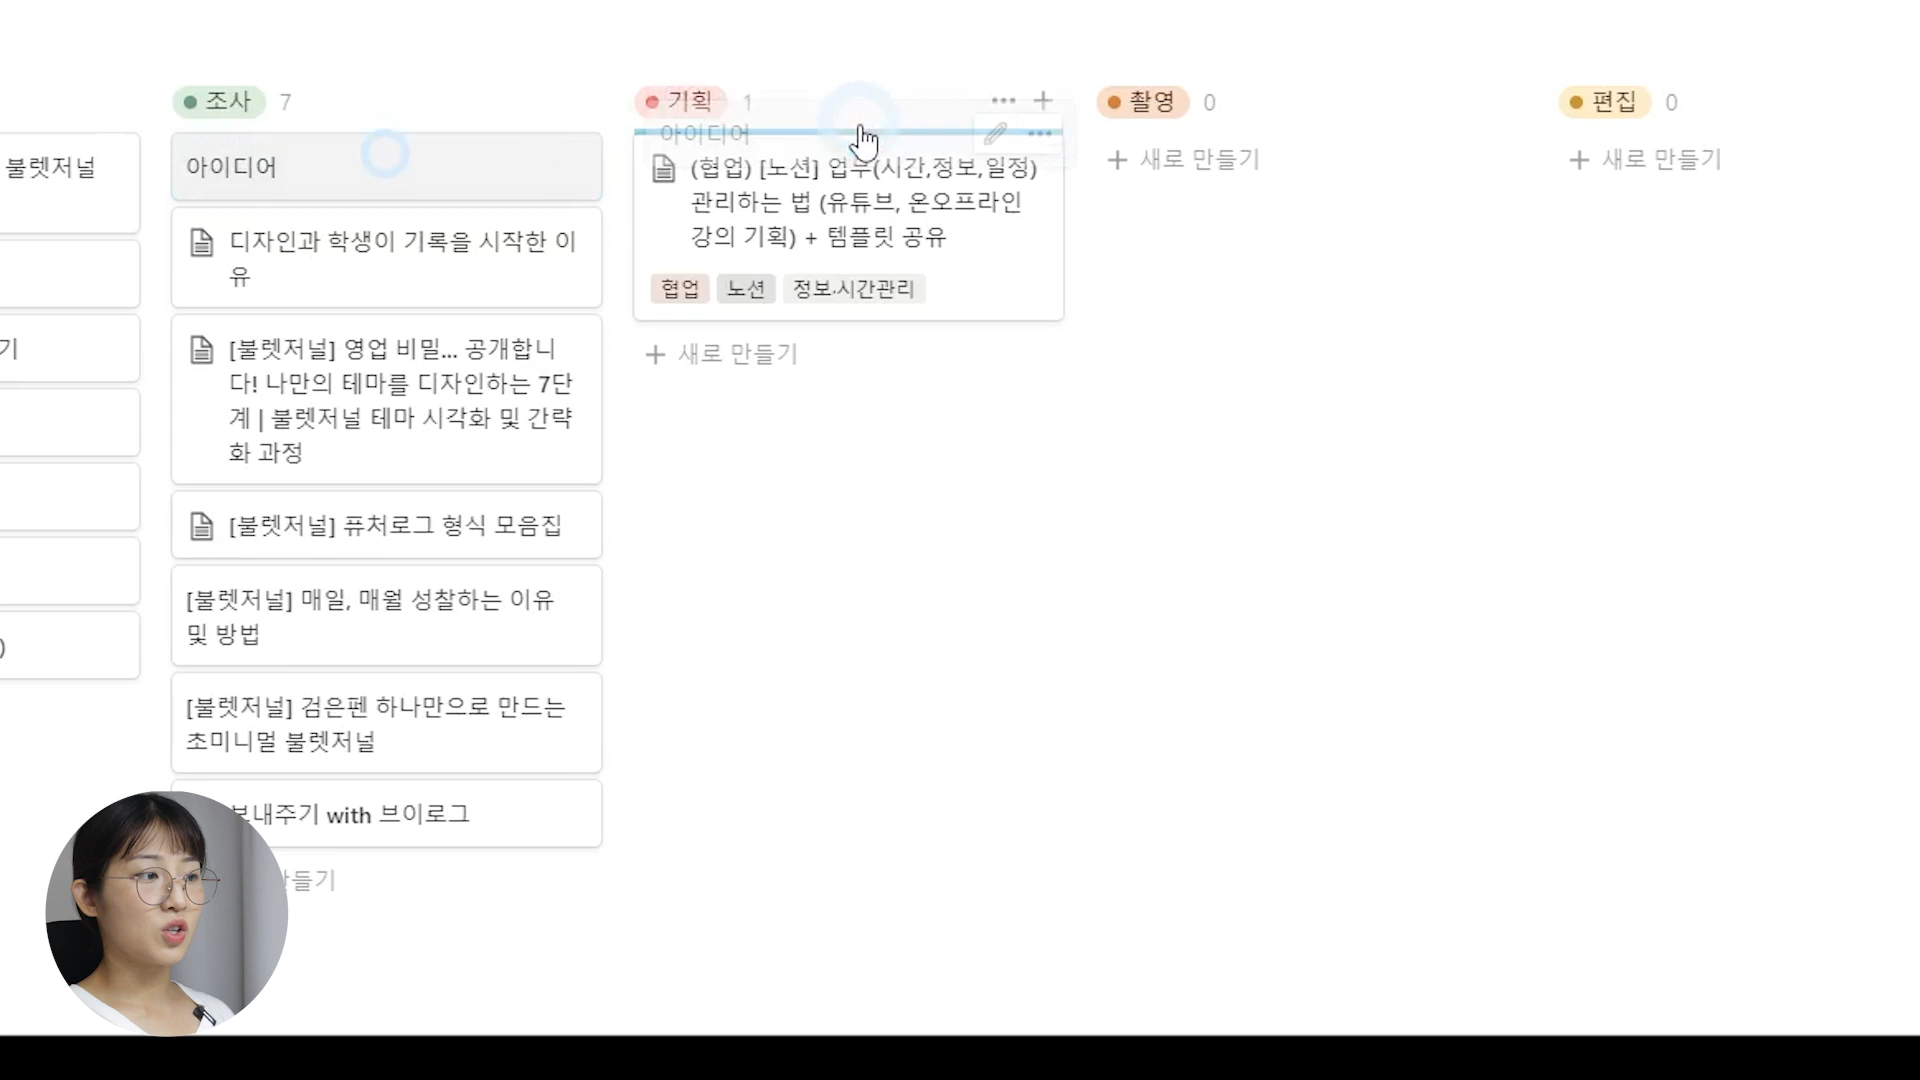 불렛저널
기
)
조사 7
아이디어
디자인과 학생이 기록을 시작한 이
유
[불렛저널] 영업 비밀... 공개합니
다! 나만의 테마를 디자인하는 7단
계 | 불렛저널 테마 시각화 및 간략
화 과정
[불렛저널] 퓨처로그 형식 모음집
[불렛저널] 매일, 매월 성찰하는 이유
및 방법
[불렛저널] 검은펜 하나만으로 만드는
초미니멀 불렛저널
보내주기 with 브이로그
만들기
기획 1
아이디어
(협업) [노션] 업무(시간,정보,일정)
관리하는 법 (유튜브, 온오프라인
강의 기획) + 템플릿 공유
협업 노션 정보·시간관리
+ 새로 만들기
촬영 0
+ 새로 만들기
편집 0
+ 새로 만들기